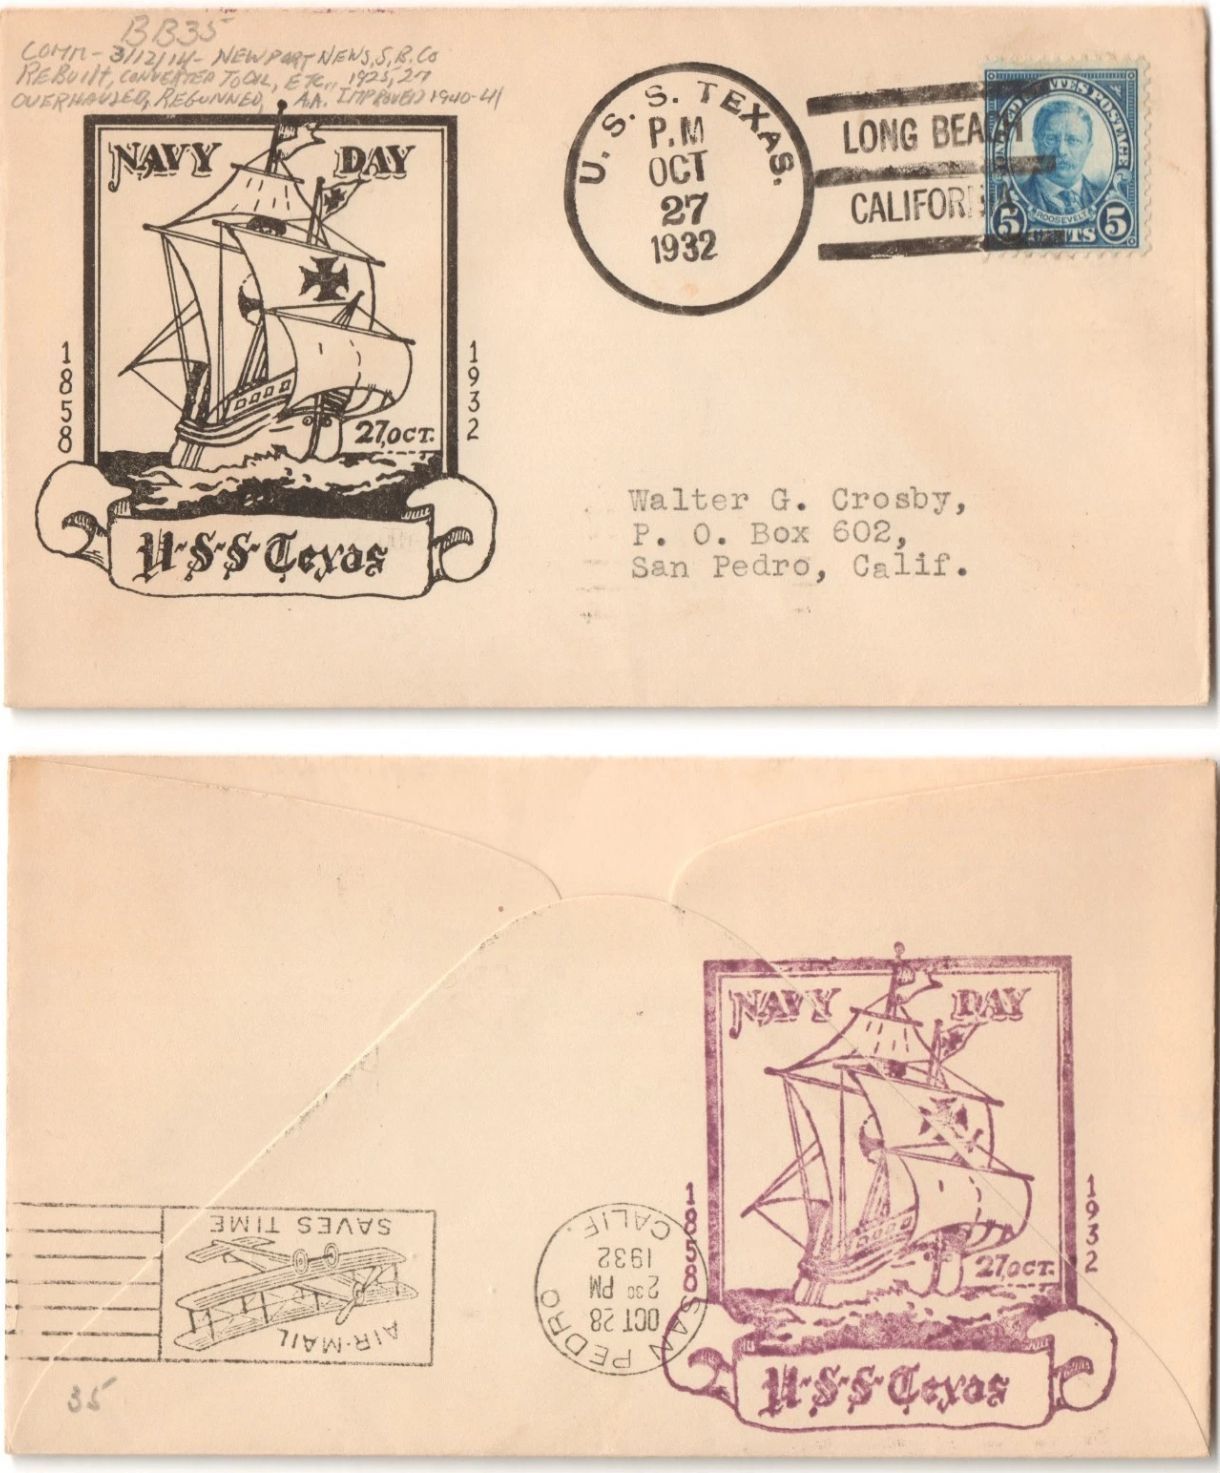 BB35
COMM - 3/12/14 - NEWPORT NEWS, S.B. CO
REBUILT, CONVERTED TO OIL, ETC., 1925, 27
OVERHAULED, REGUNNED, AA. IMPROVED 1940-41
NAVY DAY
1858
1932
27, OCT.
U·S·S· Texas
U. S. S. TEXAS.
P.M
OCT
27
1932
LONG BEACH
CALIFORNIA
UNITED STATES POSTAGE
ROOSEVELT
5 CENTS 5
Walter G. Crosby,
P. O. Box 602,
San Pedro, Calif.
NAVY DAY
1858
1932
27, OCT.
U·S·S· Texas
SAN PEDRO
CALIF.
OCT 28
2 30 PM
1932
AIR-MAIL
SAVES TIME
35